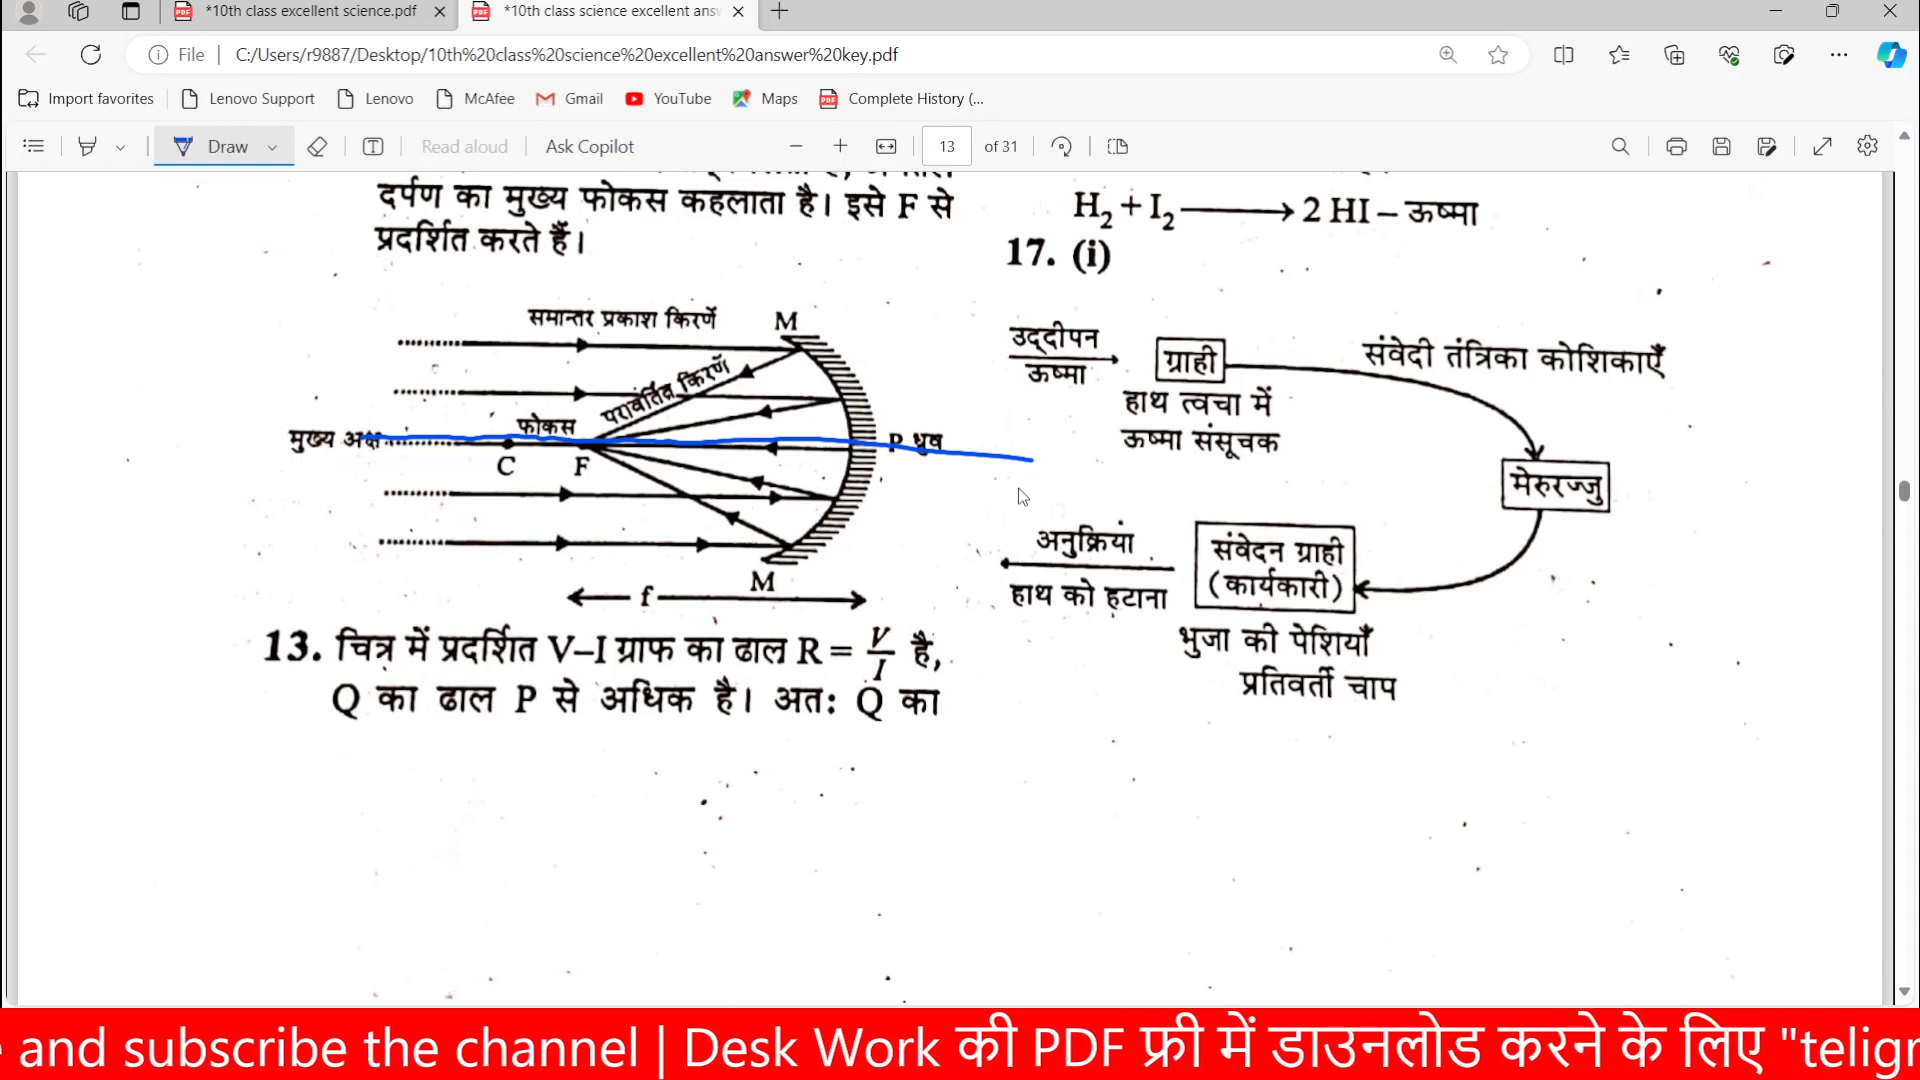 *10th class excellent science.pdf
*10th class science excellent ans
File
C:/Users/r9887/Desktop/10th%20class%20science%20excellent%20answer%20key.pdf
Import favorites
Lenovo Support
Lenovo
McAfee
Gmail
YouTube
Maps
Complete History (...
Draw
Read aloud
Ask Copilot
13 of 31
दर्पण का मुख्य फोकस कहलाता है। इसे F से
प्रदर्शित करते हैं।
समान्तर प्रकाश किरणें
M
परावर्तित किरणें
फोकस
मुख्य अक्ष
P ध्रुव
C
F
M
f
13. चित्र में प्रदर्शित V–I ग्राफ का ढाल R = V/I है,
Q का ढाल P से अधिक है। अतः Q का
H₂ + I₂ ⟶ 2 HI – ऊष्मा
17. (i)
उद्दीपन
ऊष्मा
ग्राही
संवेदी तंत्रिका कोशिकाएँ
हाथ त्वचा में
ऊष्मा संसूचक
मेरुरज्जु
अनुक्रिया
हाथ को हटाना
संवेदन ग्राही
(कार्यकारी)
भुजा की पेशियाँ
प्रतिवर्ती चाप
and subscribe the channel | Desk Work की PDF फ्री में डाउनलोड करने के लिए "teligr